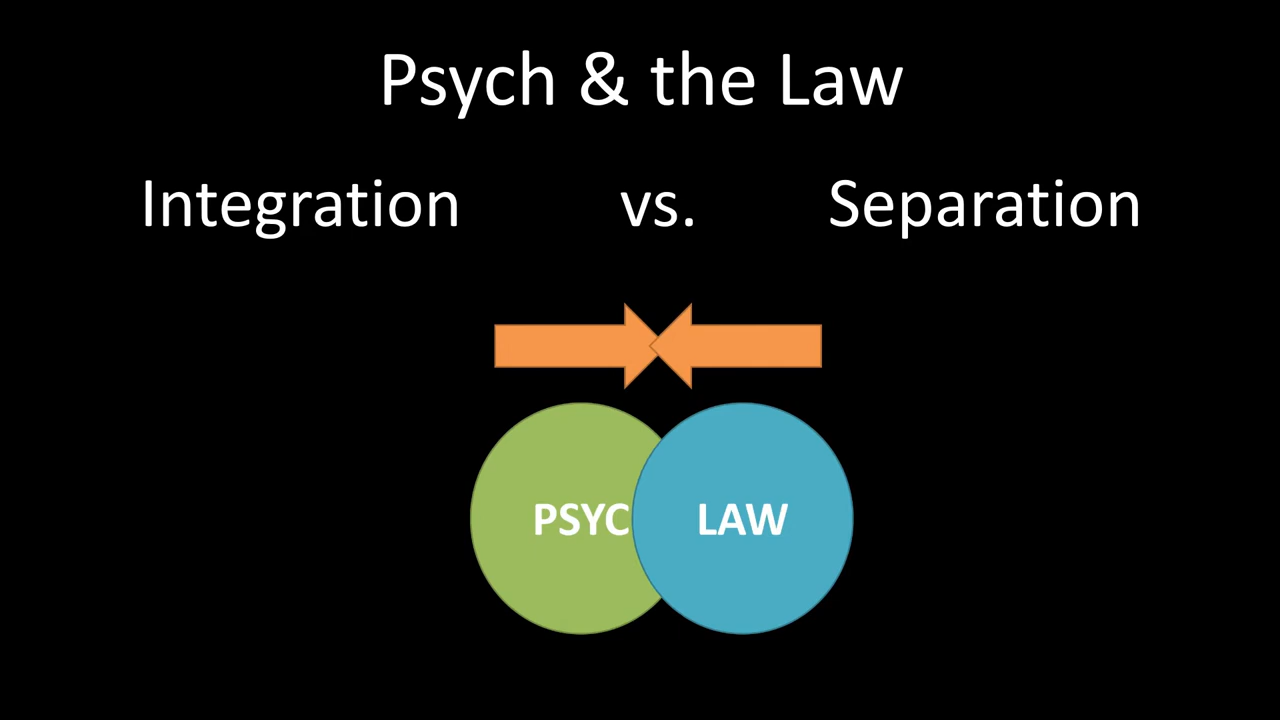 Psych & the Law
Integration vs. Separation
PSYC LAW